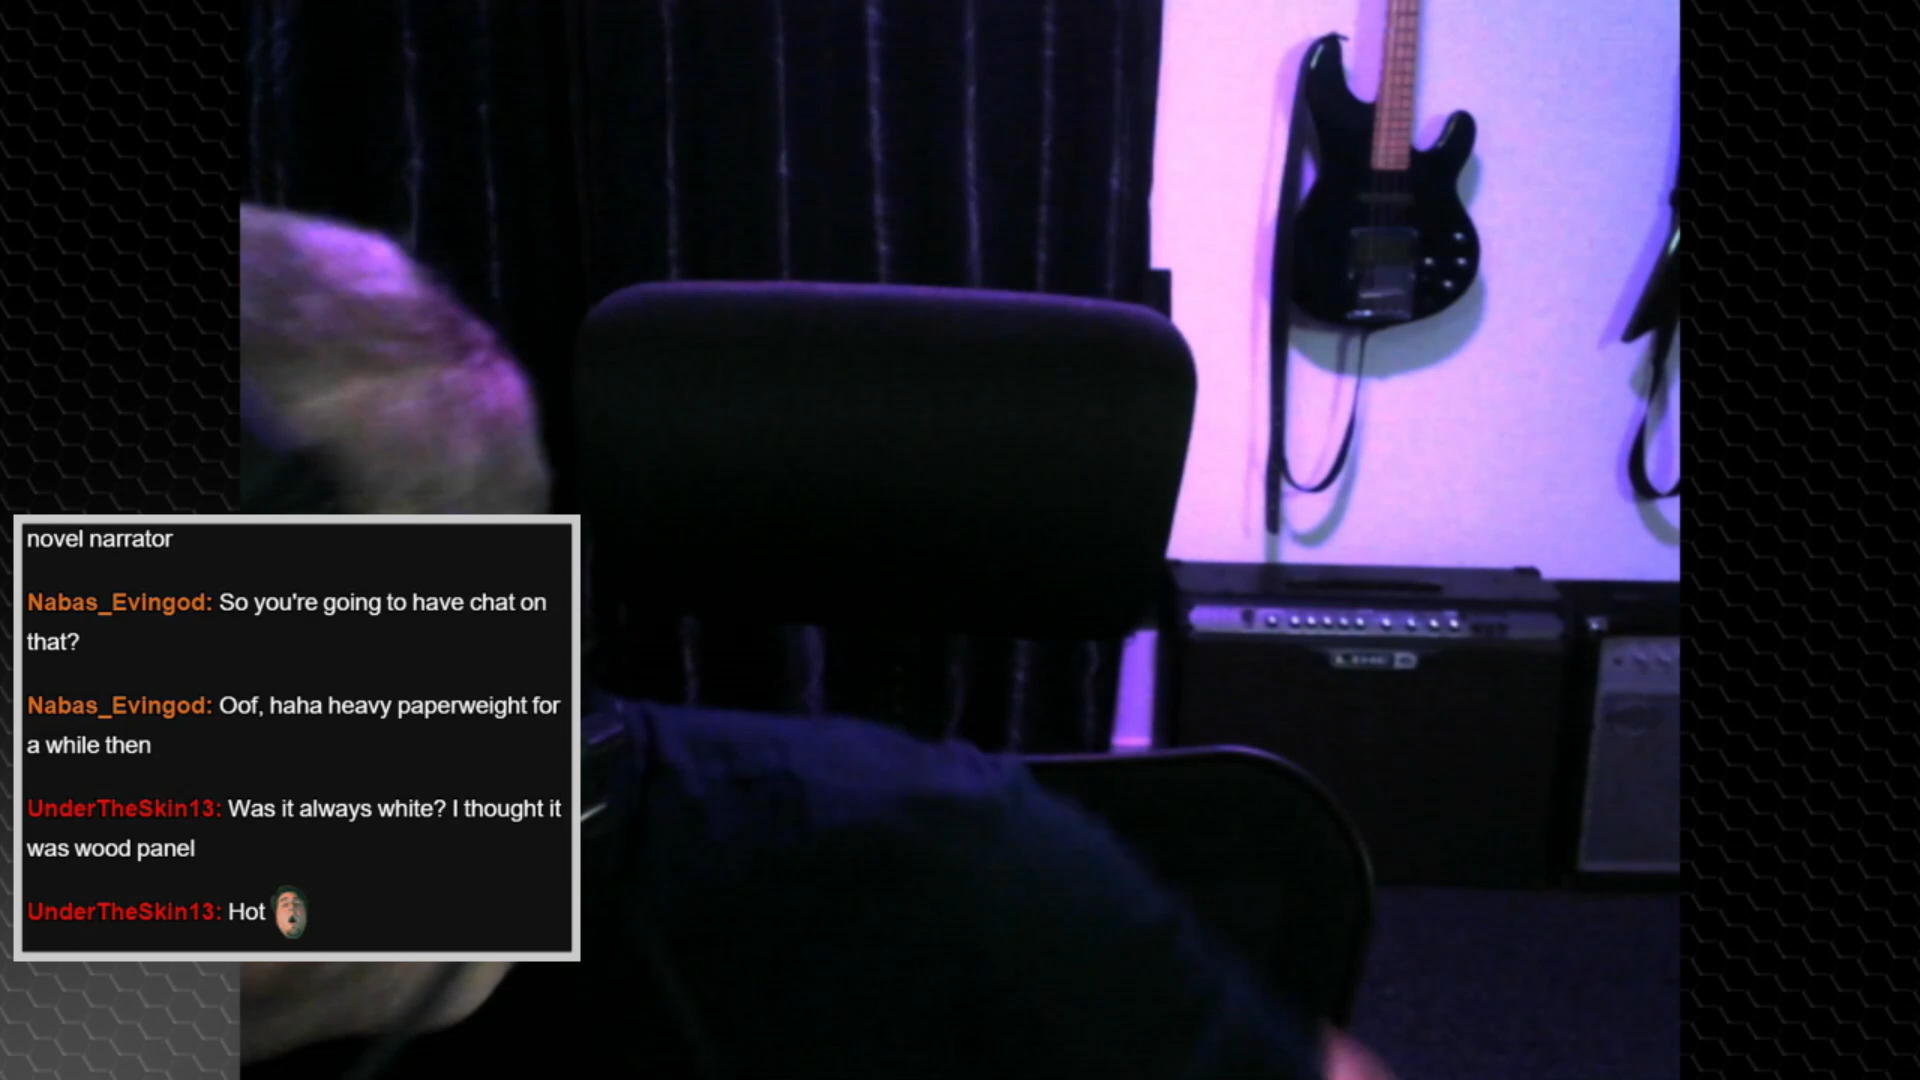 novel narrator
Nabas_Evingod: So you're going to have chat on
that?
Nabas_Evingod: Oof, haha heavy paperweight for
a while then
UnderTheSkin13: Was it always white? I thought it
was wood panel
UnderTheSkin13: Hot